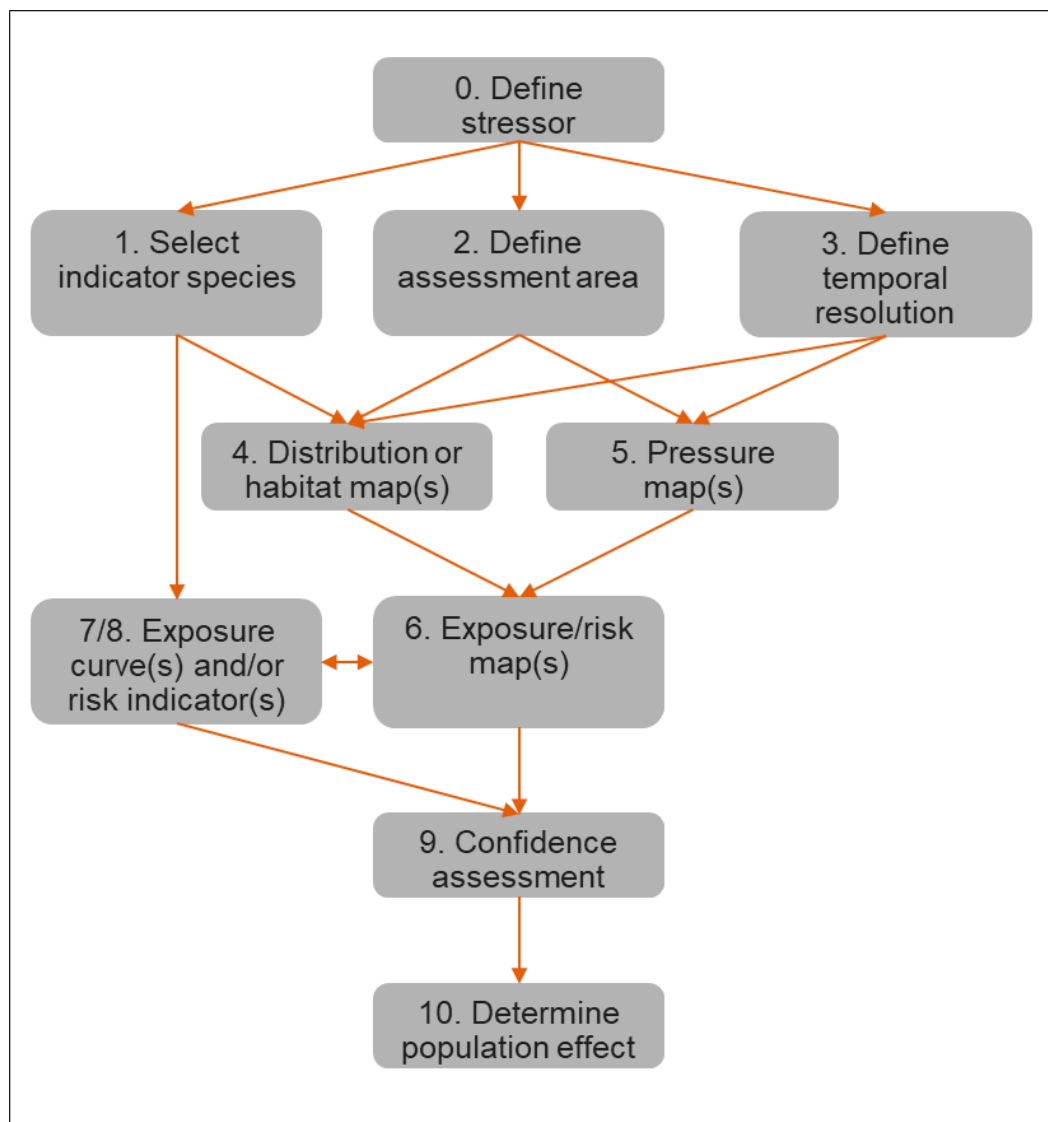 0. Define
stressor
1. Select
indicator species
2. Define
assessment area
3. Define
temporal
resolution
4. Distribution or
habitat map(s)
5. Pressure
map(s)
7/8. Exposure
curve(s) and/or
risk indicator(s)
6. Exposure/risk
map(s)
9. Confidence
assessment
10. Determine
population effect